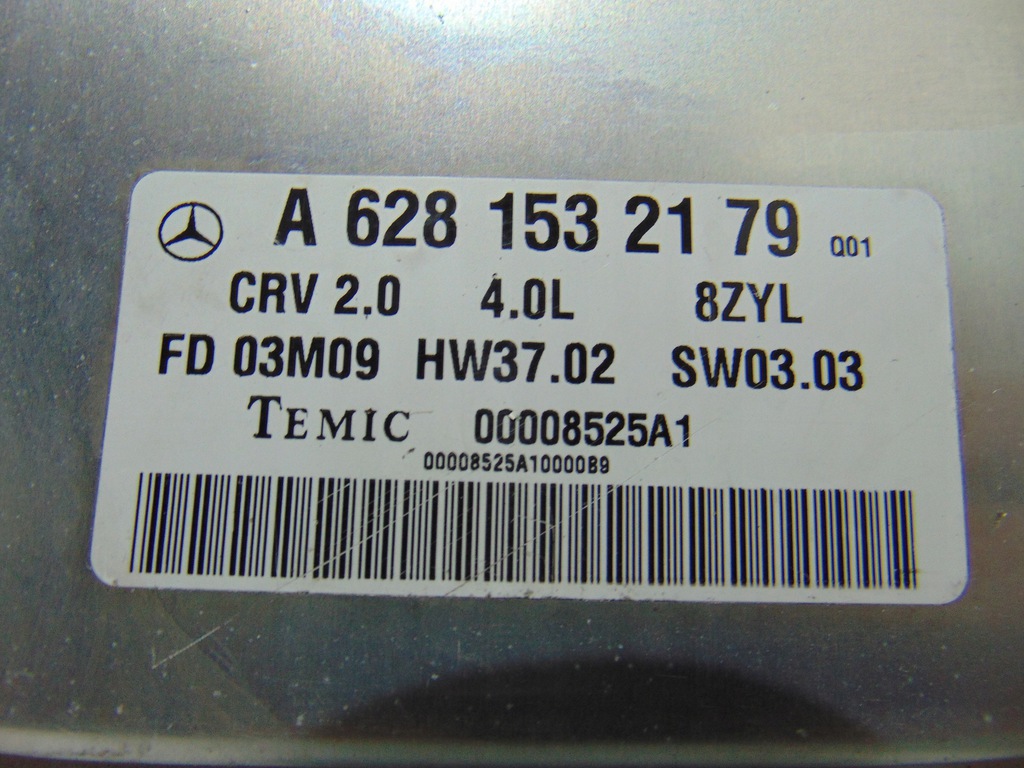 A 628 153 21 79 Q01
CRV 2.0 4.0L 8ZYL
FD 03M09 HW37.02 SW03.03
TEMIC 00008525A1
00008525A10000B9